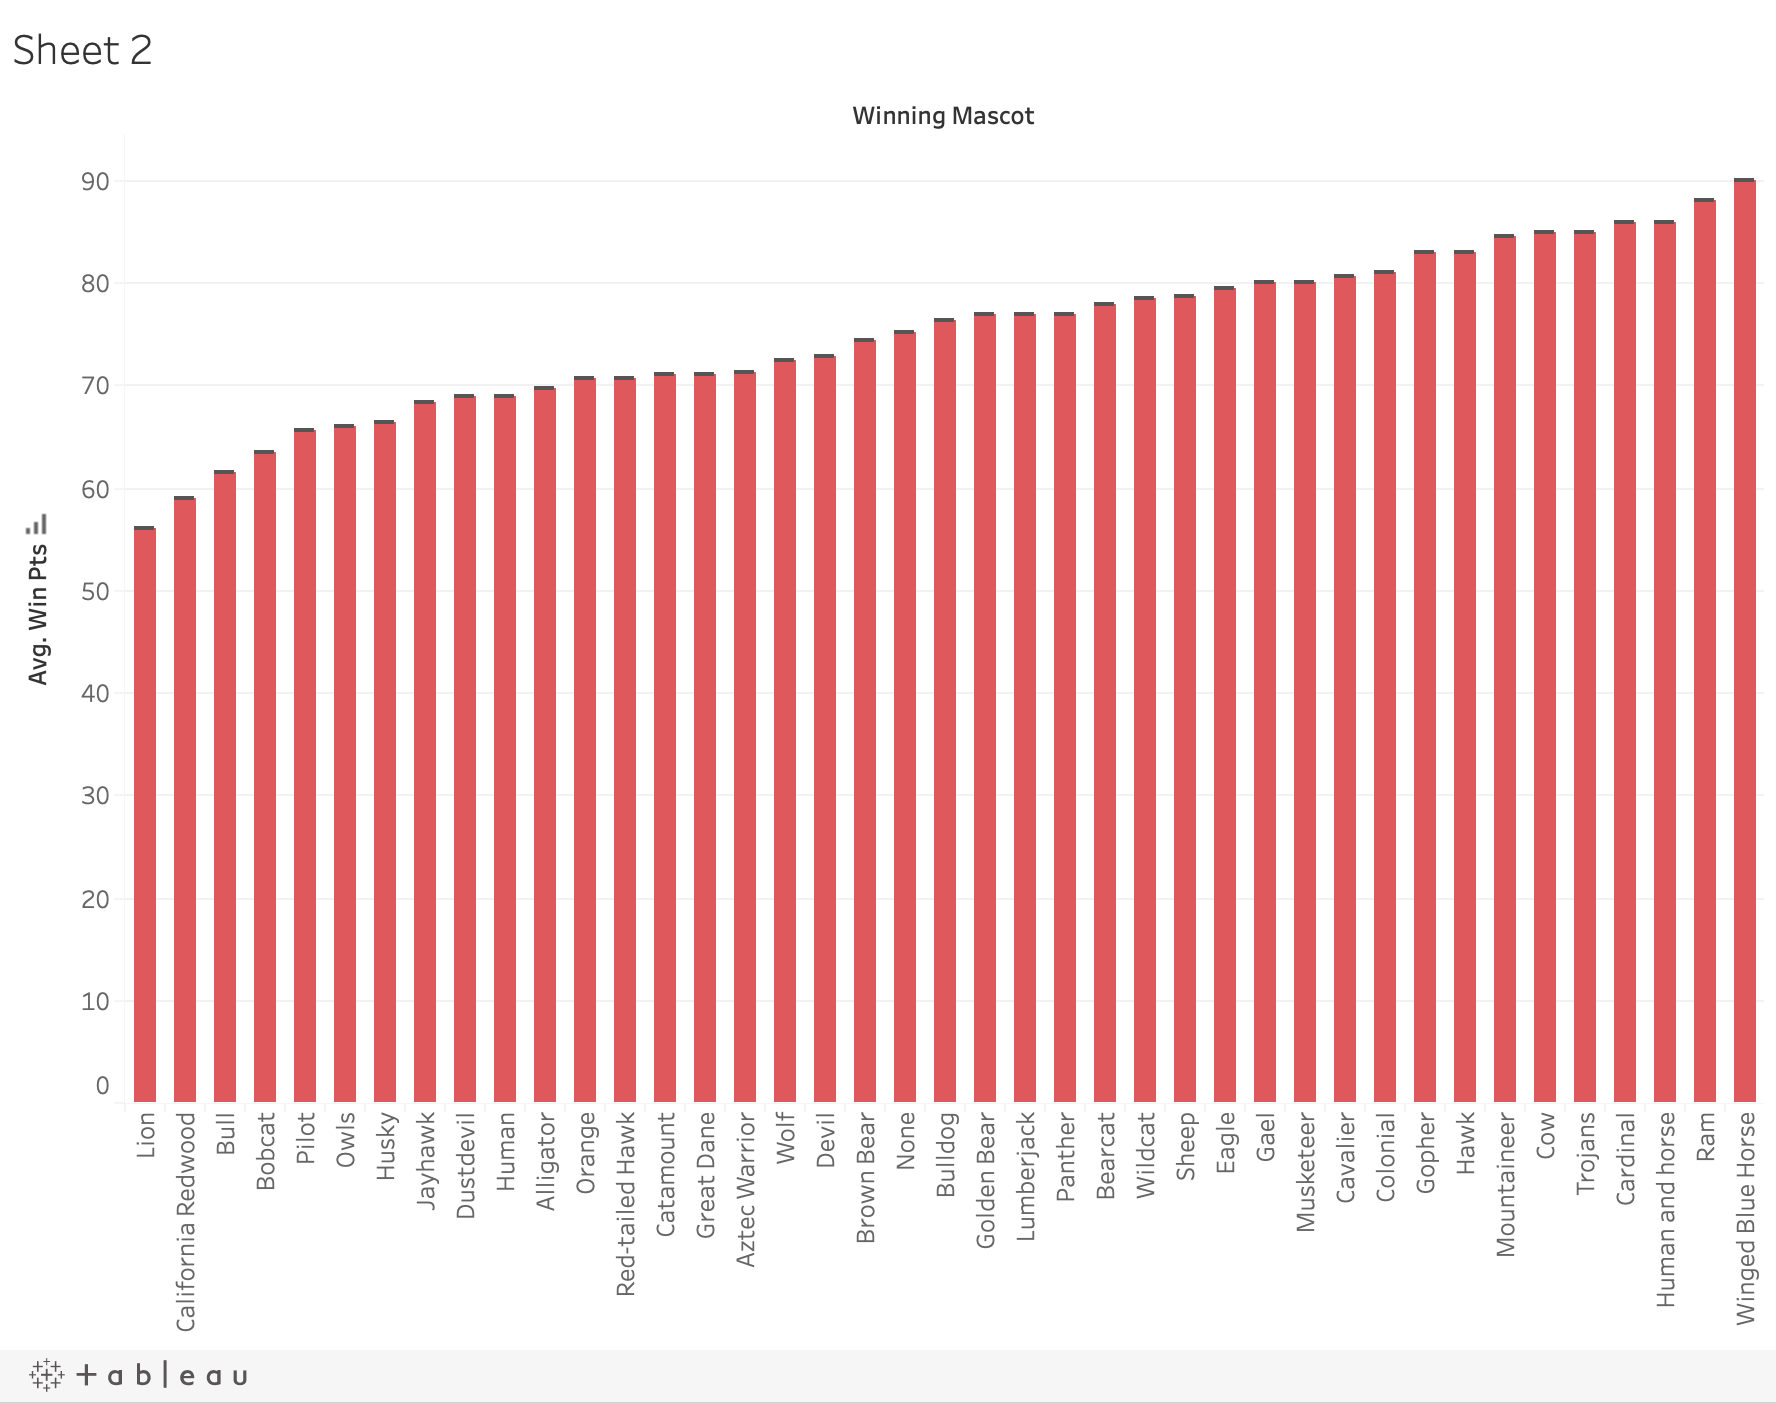 Sheet 2
Winning Mascot
Avg. Win Pts
90
80
70
60
50
40
30
20
10
0
Lion
California Redwood
Bull
Bobcat
Pilot
Owls
Husky
Jayhawk
Dustdevil
Human
Alligator
Orange
Red-tailed Hawk
Catamount
Great Dane
Aztec Warrior
Wolf
Devil
Brown Bear
None
Bulldog
Golden Bear
Lumberjack
Panther
Bearcat
Wildcat
Sheep
Eagle
Gael
Musketeer
Cavalier
Colonial
Gopher
Hawk
Mountaineer
Cow
Trojans
Cardinal
Human and horse
Ram
Winged Blue Horse
+ableau